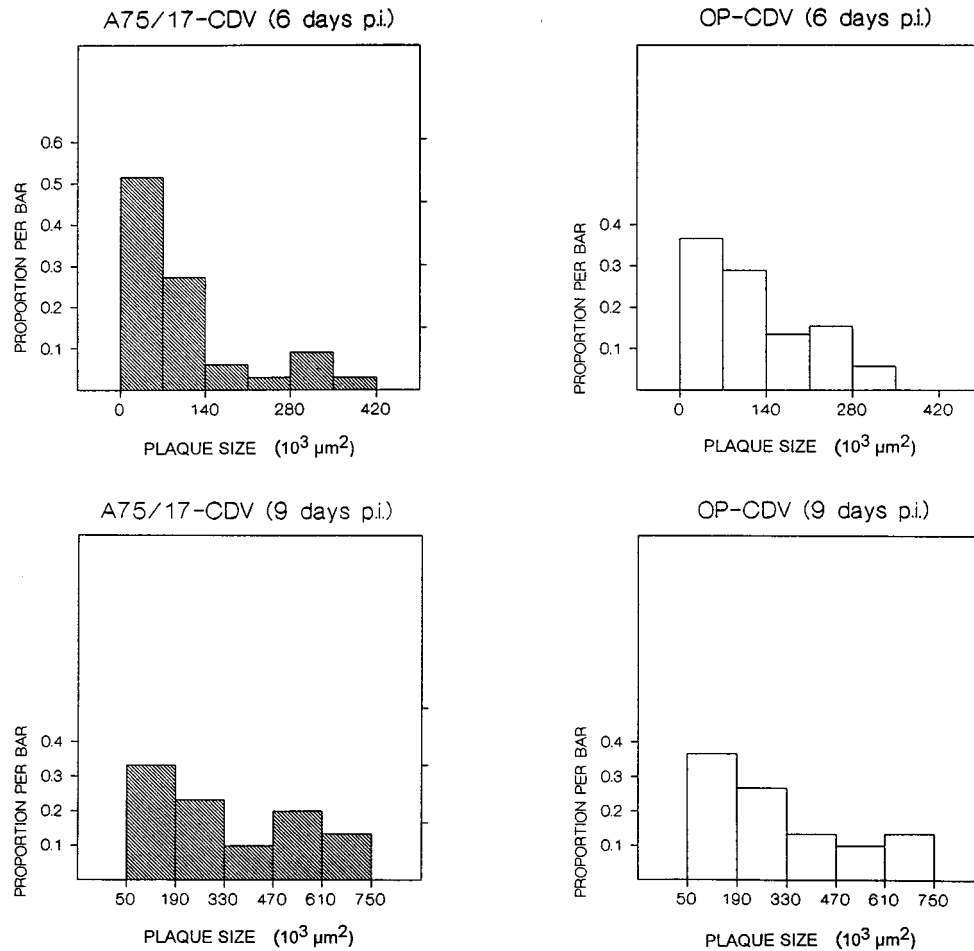 A75/17-CDV (6 days p.i.)
PROPORTION PER BAR
0.6
0.5
0.4
0.3
0.2
0.1
0 140 280 420
PLAQUE SIZE (10³ µm²)
OP-CDV (6 days p.i.)
PROPORTION PER BAR
0.4
0.3
0.2
0.1
0 140 280 420
PLAQUE SIZE (10³ µm²)
A75/17-CDV (9 days p.i.)
PROPORTION PER BAR
0.4
0.3
0.2
0.1
50 190 330 470 610 750
PLAQUE SIZE (10³ µm²)
OP-CDV (9 days p.i.)
PROPORTION PER BAR
0.4
0.3
0.2
0.1
50 190 330 470 610 750
PLAQUE SIZE (10³ µm²)